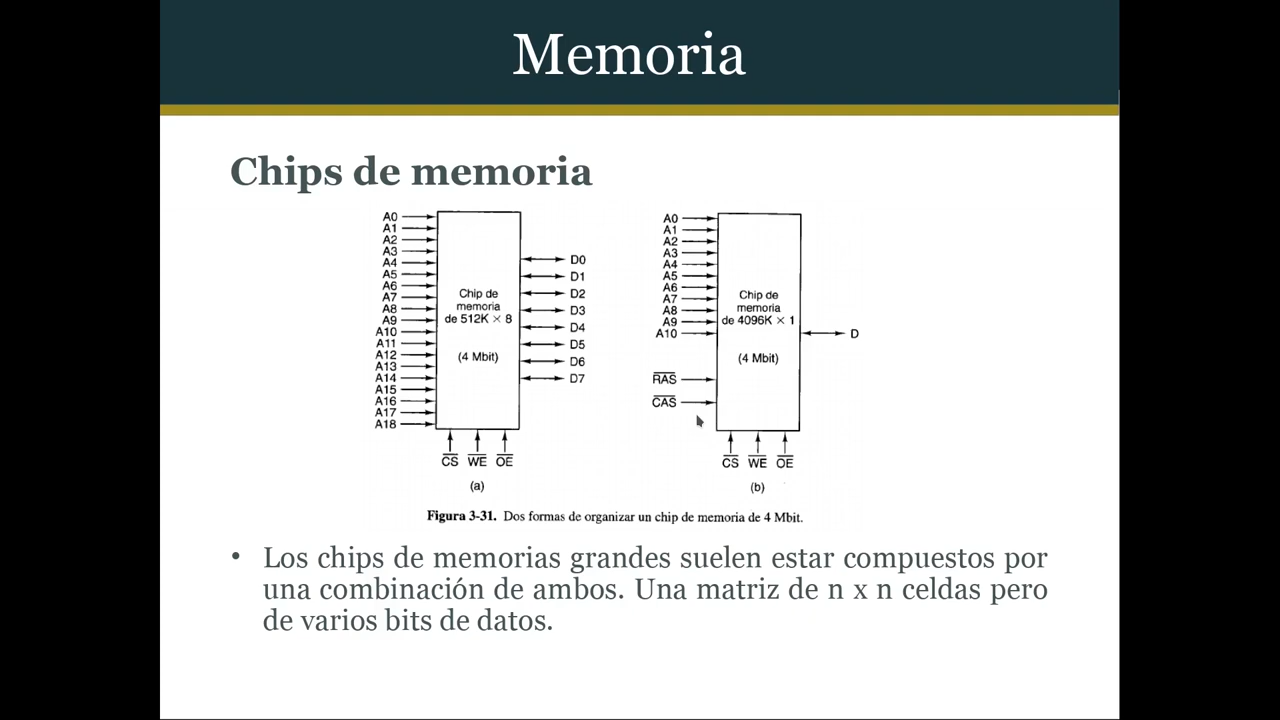 Memoria
Chips de memoria
A0
A1
A2
A3
A4
A5
A6
A7
A8
A9
A10
A11
A12
A13
A14
A15
A16
A17
A18
Chip de
memoria
de 512K × 8
(4 Mbit)
D0
D1
D2
D3
D4
D5
D6
D7
CS WE OE
(a)
A0
A1
A2
A3
A4
A5
A6
A7
A8
A9
A10
RAS
CAS
Chip de
memoria
de 4096K × 1
(4 Mbit)
D
CS WE OE
(b)
Figura 3-31. Dos formas de organizar un chip de memoria de 4 Mbit.
• Los chips de memorias grandes suelen estar compuestos por
una combinación de ambos. Una matriz de n x n celdas pero
de varios bits de datos.